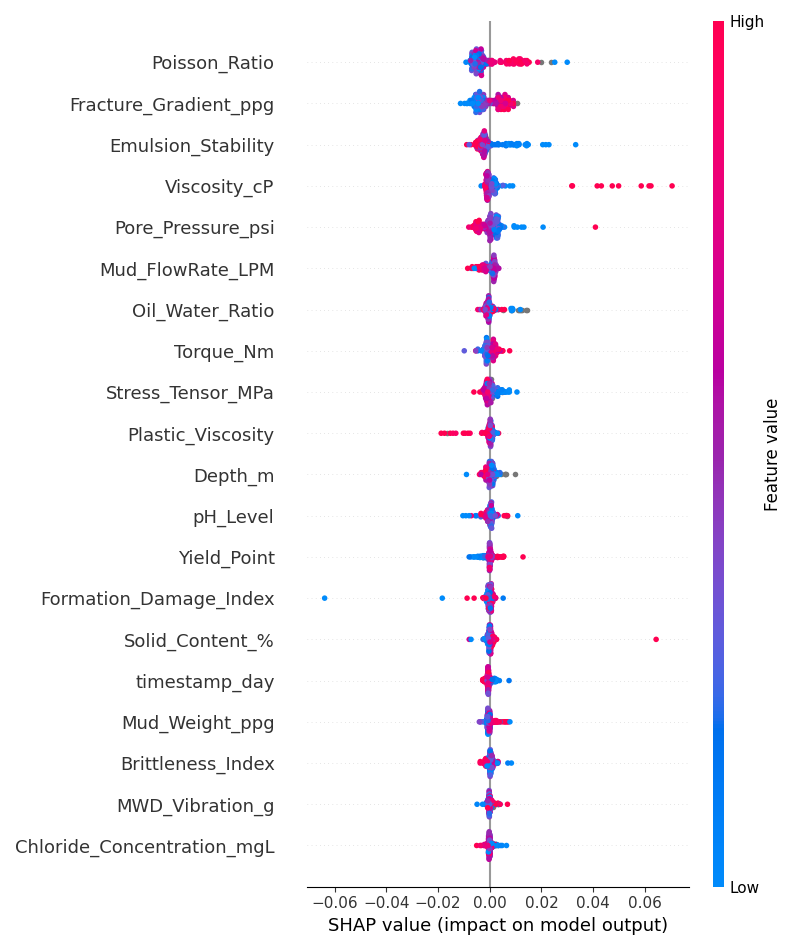 High
Poisson_Ratio
Fracture_Gradient_ppg
Emulsion_Stability
Viscosity_cP
Pore_Pressure_psi
Mud_FlowRate_LPM
Oil_Water_Ratio
Torque_Nm
Stress_Tensor_MPa
Plastic_Viscosity
Depth_m
pH_Level
Yield_Point
Formation_Damage_Index
Solid_Content_%
timestamp_day
Mud_Weight_ppg
Brittleness_Index
MWD_Vibration_g
Chloride_Concentration_mgL
Feature value
Low
−0.06 −0.04 −0.02 0.00 0.02 0.04 0.06
SHAP value (impact on model output)